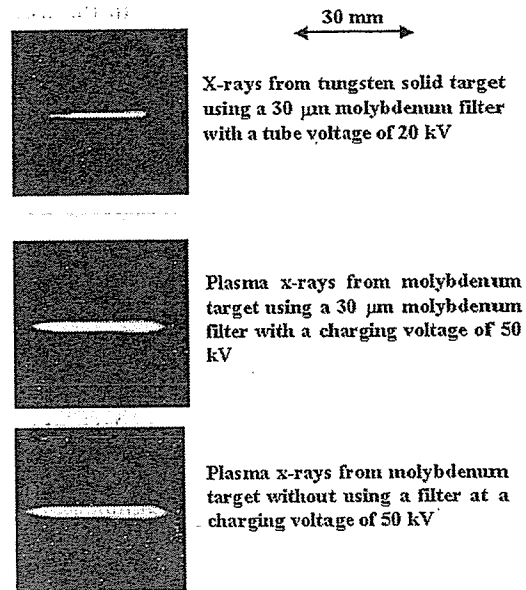 30 mm
X-rays from tungsten solid target
using a 30 µm molybdenum filter
with a tube voltage of 20 kV
Plasma x-rays from molybdenum
target using a 30 µm molybdenum
filter with a charging voltage of 50
kV
Plasma x-rays from molybdenum
target without using a filter at a
charging voltage of 50 kV